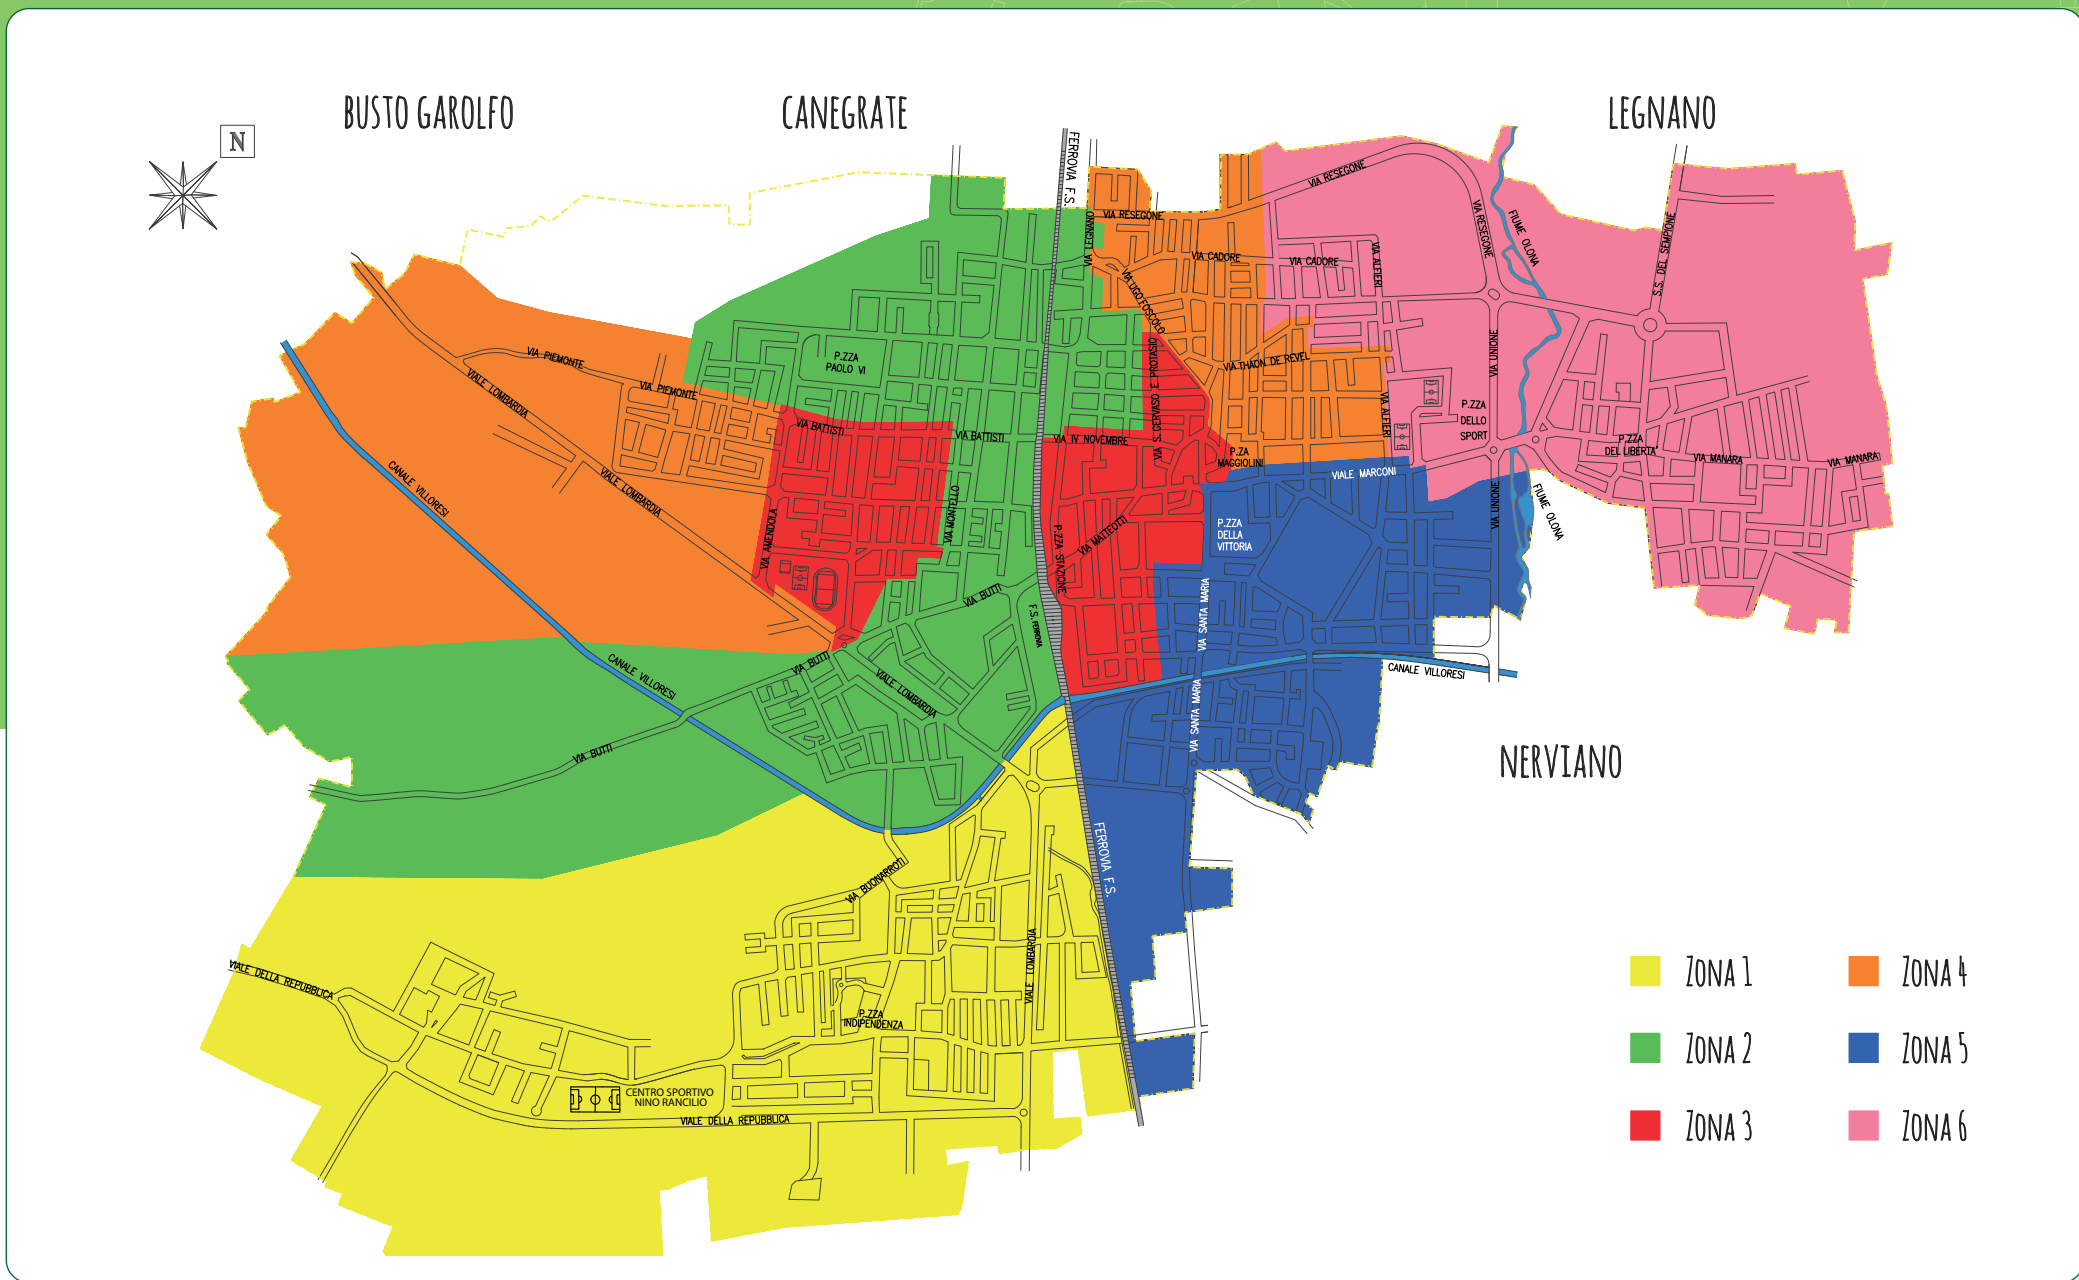 BUSTO GAROLFO
CANEGRATE
LEGNANO
N
FERROVIA F.S.
VIA RESEGONE
VIA RESEGONE
VIA RESEGONE
VIA LEGNANO
FIUME OLONA
S.S. DEL SEMPIONE
VIA CADORE
VIA CADORE
VIA ALFIERI
VIA UGO FOSCOLO
VIA PIEMONTE
VIA PIEMONTE
VIALE LOMBARDIA
P.ZZA
PAOLO VI
VIA S. GERVASO E PROTASIO
VIA THAON DE REVEL
VIA UNIONE
VIA ALFIERI
P.ZZA
DELLO
SPORT
VIA BATTISTI
VIA BATTISTI
VIA IV NOVEMBRE
P.ZA
MAGGIOLINI
VIALE MARCONI
P.ZZA
DEL LIBERTA'
VIA MANARA
VIA MANARA
CANALE VILLORESI
VIALE LOMBARDIA
VIA AMENDOLA
VIA MONTELLO
P.ZZA STAZIONE
VIA MATTEOTTI
P.ZZA
DELLA
VITTORIA
VIA UNIONE
FIUME OLONA
VIA BUTTI
F.S. FERROVIA
VIA SANTA MARIA
CANALE VILLORESI
VIA BUTTI
VIALE LOMBARDIA
CANALE VILLORESI
VIA SANTA MARIA
VIA BUTTI
NERVIANO
FERROVIA F.S.
VIA BUONARROTI
VIALE LOMBARDIA
VIALE DELLA REPUBBLICA
P.ZZA
INDIPENDENZA
CENTRO SPORTIVO
NINO RANCILIO
VIALE DELLA REPUBBLICA
ZONA 1
ZONA 4
ZONA 2
ZONA 5
ZONA 3
ZONA 6